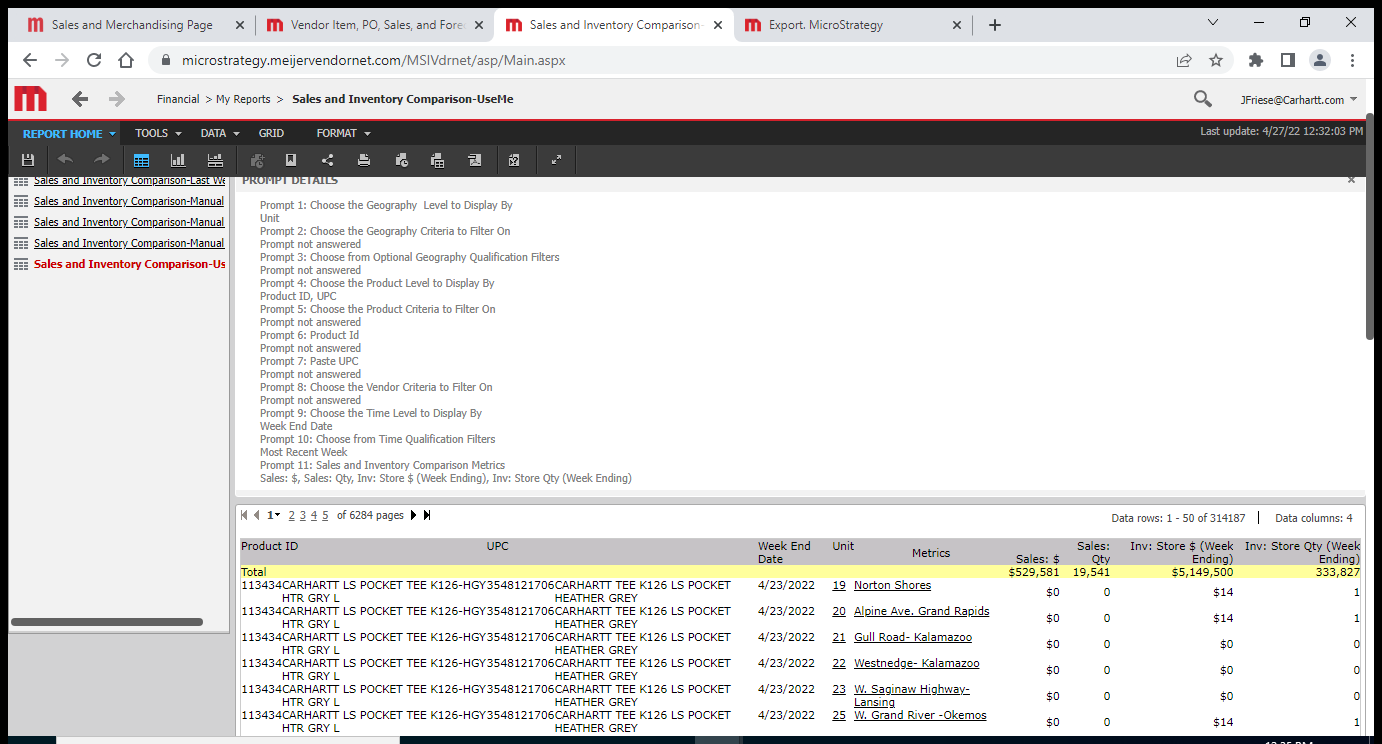 Sales and Merchandising Page
Vendor Item, PO, Sales, and Fore
Sales and Inventory Comparison-
Export. MicroStrategy
microstrategy.meijervendornet.com/MSIVdrnet/asp/Main.aspx
Financial > My Reports > Sales and Inventory Comparison-UseMe
JFriese@Carhartt.com
REPORT HOME TOOLS DATA GRID FORMAT
Last update: 4/27/22 12:32:03 PM
Sales and Inventory Comparison-Last We
Sales and Inventory Comparison-Manual
Sales and Inventory Comparison-Manual
Sales and Inventory Comparison-Manual
Sales and Inventory Comparison-Us
PROMPT DETAILS
Prompt 1: Choose the Geography Level to Display By
Unit
Prompt 2: Choose the Geography Criteria to Filter On
Prompt not answered
Prompt 3: Choose from Optional Geography Qualification Filters
Prompt not answered
Prompt 4: Choose the Product Level to Display By
Product ID, UPC
Prompt 5: Choose the Product Criteria to Filter On
Prompt not answered
Prompt 6: Product Id
Prompt not answered
Prompt 7: Paste UPC
Prompt not answered
Prompt 8: Choose the Vendor Criteria to Filter On
Prompt not answered
Prompt 9: Choose the Time Level to Display By
Week End Date
Prompt 10: Choose from Time Qualification Filters
Most Recent Week
Prompt 11: Sales and Inventory Comparison Metrics
Sales: $, Sales: Qty, Inv: Store $ (Week Ending), Inv: Store Qty (Week Ending)
1 2 3 4 5 of 6284 pages
Data rows: 1 - 50 of 314187 | Data columns: 4
Product ID UPC Week End Unit Metrics Sales: $ Sales: Inv: Store $ (Week Inv: Store Qty (Week
Date Qty Ending) Ending)
Total $529,581 19,541 $5,149,500 333,827
113434CARHARTT LS POCKET TEE K126-HGY3548121706CARHARTT TEE K126 LS POCKET 4/23/2022 19 Norton Shores $0 0 $14 1
HTR GRY L HEATHER GREY
113434CARHARTT LS POCKET TEE K126-HGY3548121706CARHARTT TEE K126 LS POCKET 4/23/2022 20 Alpine Ave. Grand Rapids $0 0 $14 1
HTR GRY L HEATHER GREY
113434CARHARTT LS POCKET TEE K126-HGY3548121706CARHARTT TEE K126 LS POCKET 4/23/2022 21 Gull Road- Kalamazoo $0 0 $0 0
HTR GRY L HEATHER GREY
113434CARHARTT LS POCKET TEE K126-HGY3548121706CARHARTT TEE K126 LS POCKET 4/23/2022 22 Westnedge- Kalamazoo $0 0 $0 0
HTR GRY L HEATHER GREY
113434CARHARTT LS POCKET TEE K126-HGY3548121706CARHARTT TEE K126 LS POCKET 4/23/2022 23 W. Saginaw Highway- $0 0 $0 0
HTR GRY L HEATHER GREY Lansing
113434CARHARTT LS POCKET TEE K126-HGY3548121706CARHARTT TEE K126 LS POCKET 4/23/2022 25 W. Grand River -Okemos $0 0 $14 1
HTR GRY L HEATHER GREY